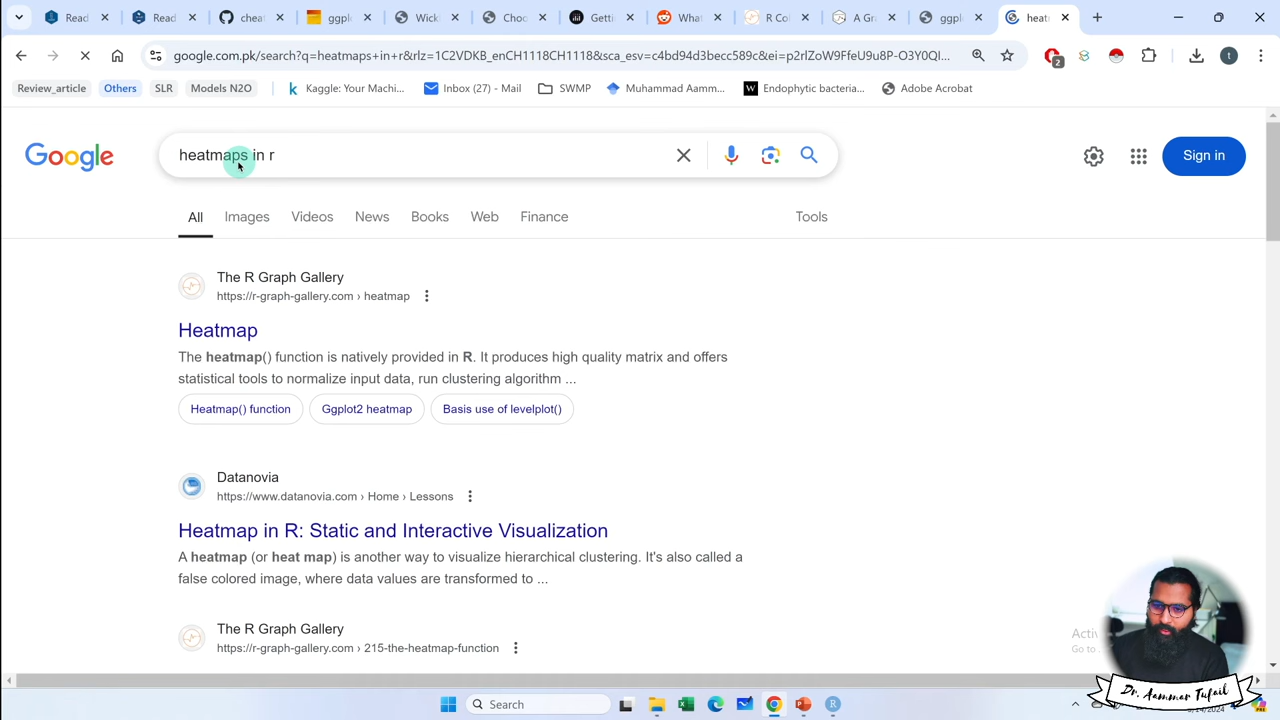 Read
Read
cheat
ggpl
Wick
Choc
Getti
What
R Co
A Gra
ggpl
heat
google.com.pk/search?q=heatmaps+in+r&rlz=1C2VDKB_enCH1118CH1118&sca_esv=c4bd94d3becc589c&ei=p2rlZoW9FfeU9u8P-O3Y0QI...
2
t
Review_article
Others
SLR
Models N2O
Kaggle: Your Machi...
Inbox (27) - Mail
SWMP
Muhammad Aamm...
Endophytic bacteria...
Adobe Acrobat
Google
heatmaps in r
Sign in
All Images Videos News Books Web Finance Tools
The R Graph Gallery
https://r-graph-gallery.com › heatmap
Heatmap
The heatmap() function is natively provided in R. It produces high quality matrix and offers
statistical tools to normalize input data, run clustering algorithm ...
Heatmap() function
Ggplot2 heatmap
Basis use of levelplot()
Datanovia
https://www.datanovia.com › Home › Lessons
Heatmap in R: Static and Interactive Visualization
A heatmap (or heat map) is another way to visualize hierarchical clustering. It's also called a
false colored image, where data values are transformed to ...
The R Graph Gallery
https://r-graph-gallery.com › 215-the-heatmap-function
Go to
Dr. Aammar Tufail
Search